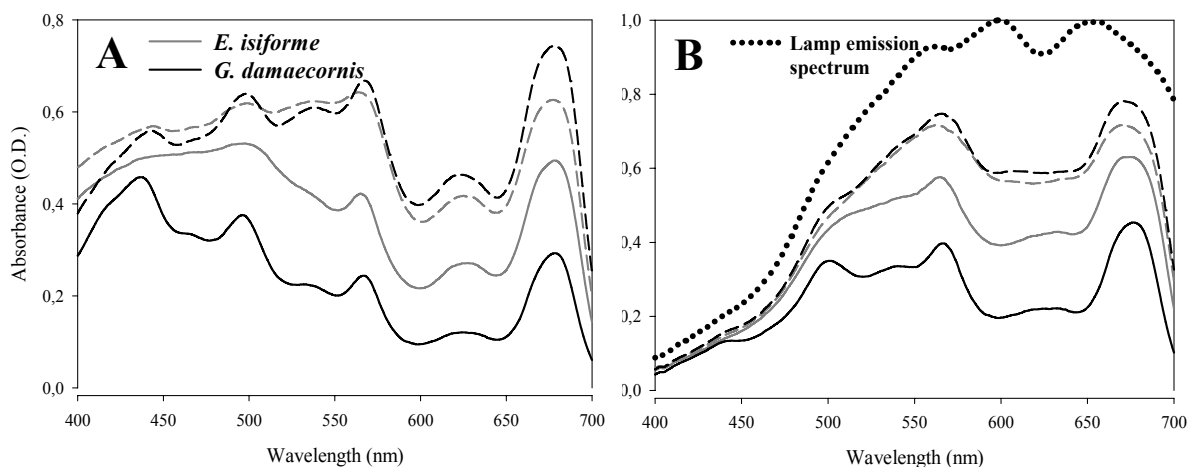 A
E. isiforme
G. damaecornis
Absorbance (O.D.)
0,8
0,6
0,4
0,2
0,0
400 450 500 550 600 650 700
Wavelength (nm)
B
Lamp emission
spectrum
1,0
0,8
0,6
0,4
0,2
0,0
400 450 500 550 600 650 700
Wavelength (nm)